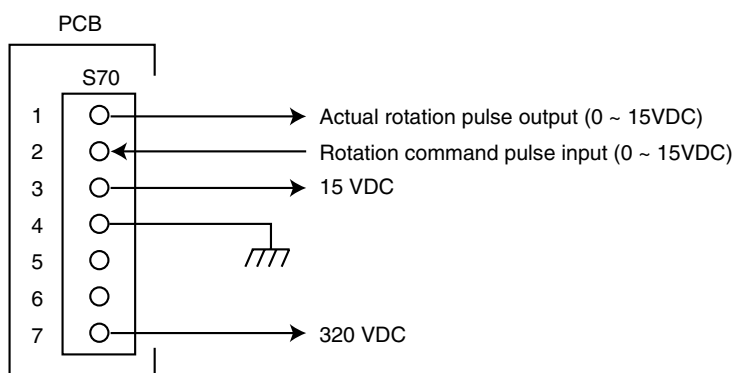 PCB
S70
1 Actual rotation pulse output (0 ~ 15VDC)
2 Rotation command pulse input (0 ~ 15VDC)
3 15 VDC
4
5
6
7 320 VDC